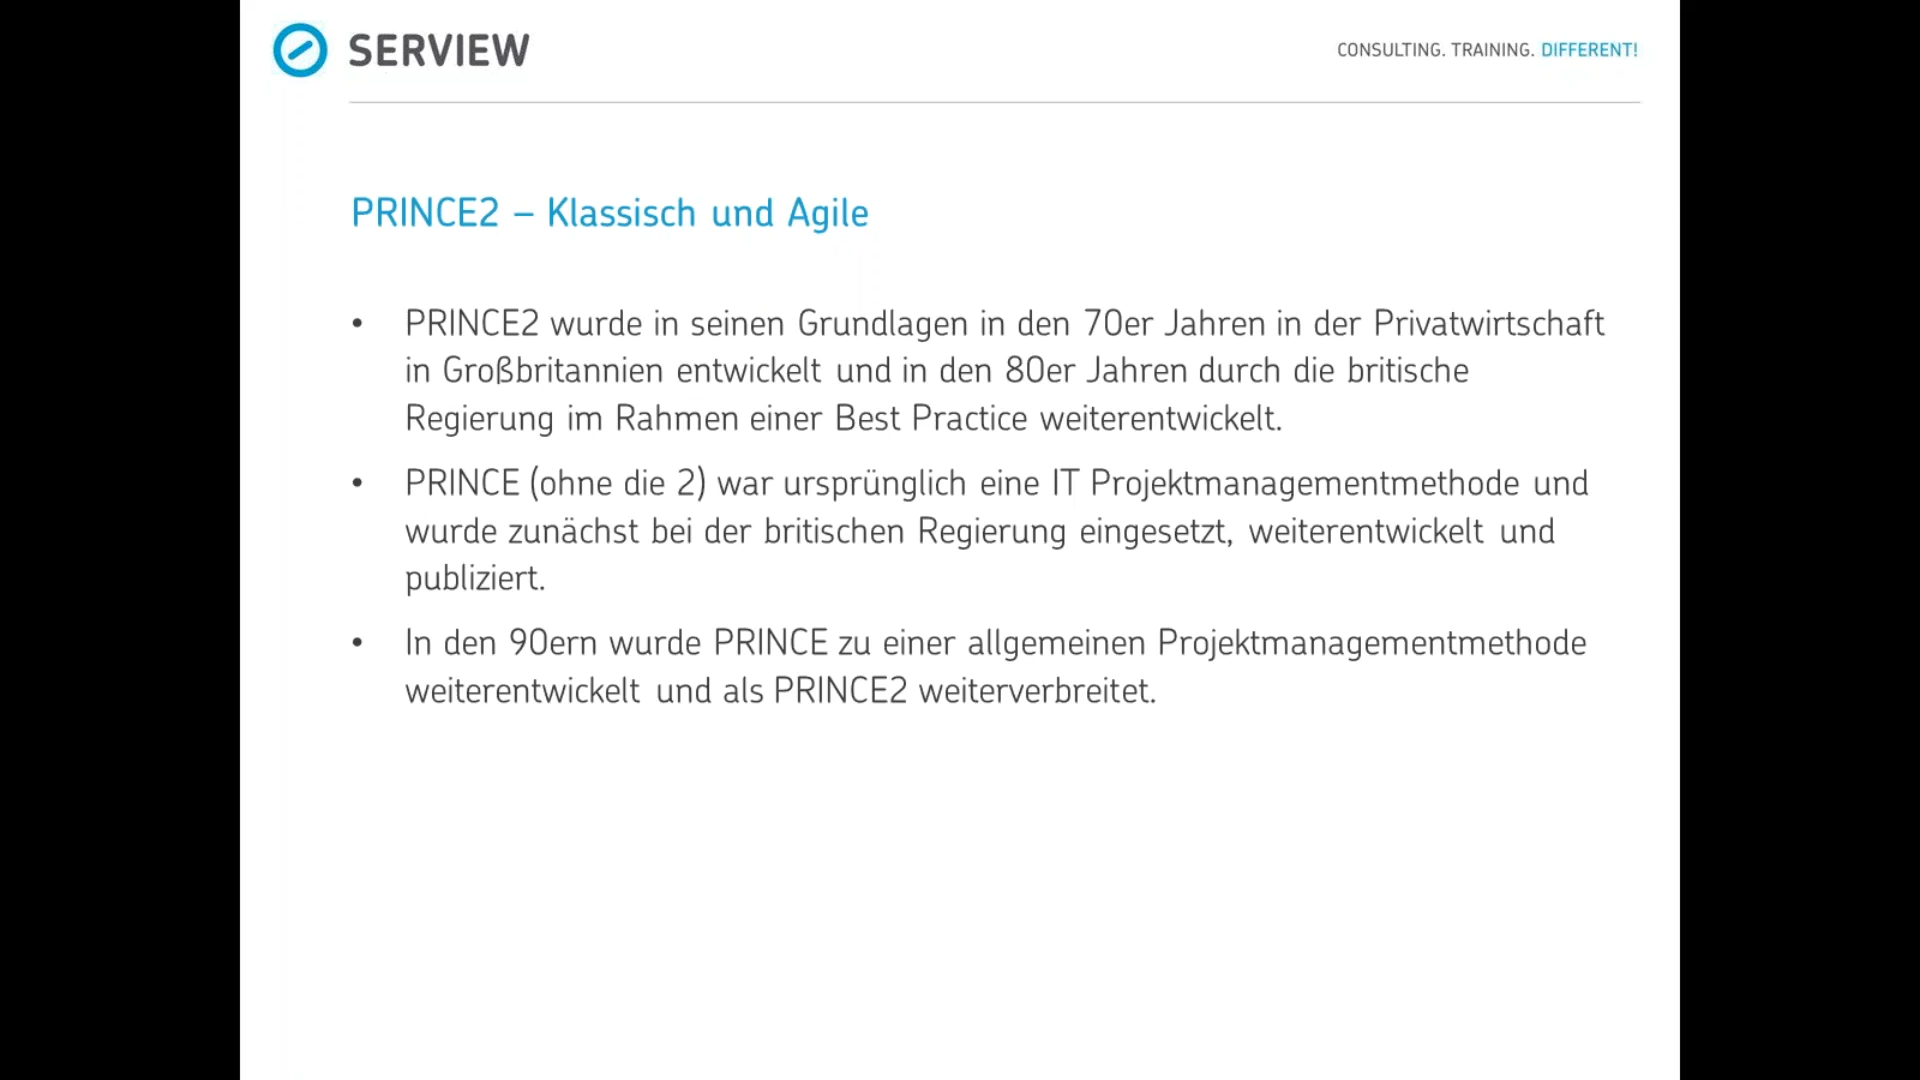 SERVIEW
CONSULTING. TRAINING. DIFFERENT!
PRINCE2 – Klassisch und Agile
• PRINCE2 wurde in seinen Grundlagen in den 70er Jahren in der Privatwirtschaft
in Großbritannien entwickelt und in den 80er Jahren durch die britische
Regierung im Rahmen einer Best Practice weiterentwickelt.
• PRINCE (ohne die 2) war ursprünglich eine IT Projektmanagementmethode und
wurde zunächst bei der britischen Regierung eingesetzt, weiterentwickelt und
publiziert.
• In den 90ern wurde PRINCE zu einer allgemeinen Projektmanagementmethode
weiterentwickelt und als PRINCE2 weiterverbreitet.